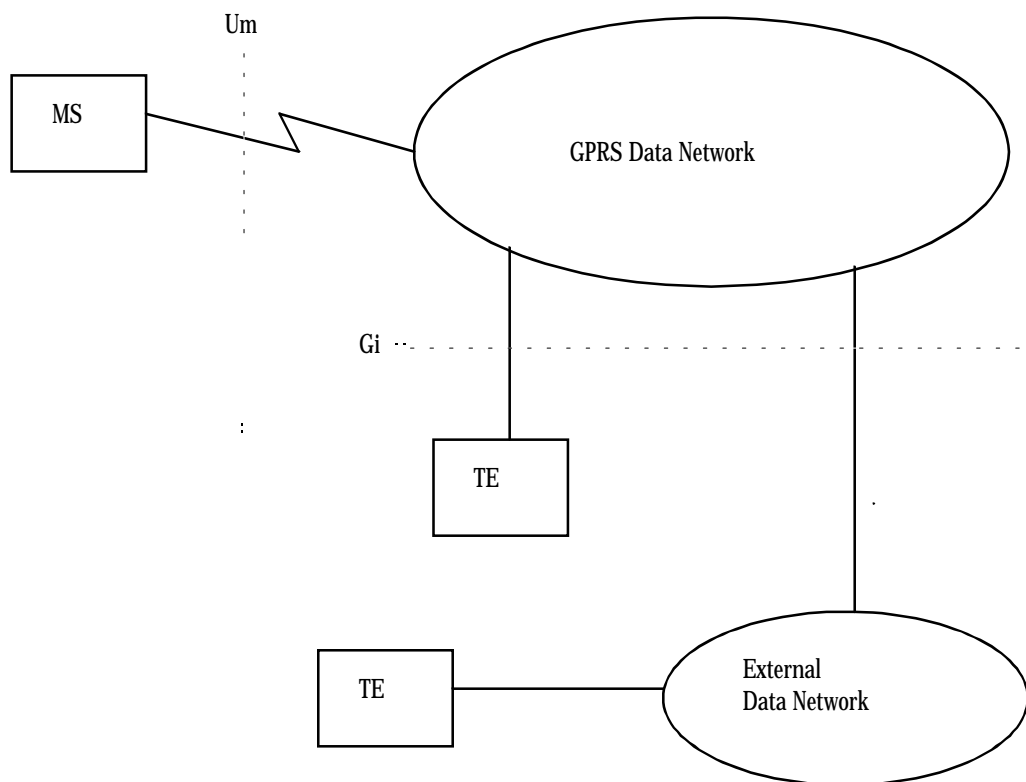 Um
MS
GPRS Data Network
Gi
TE
TE
External
Data Network